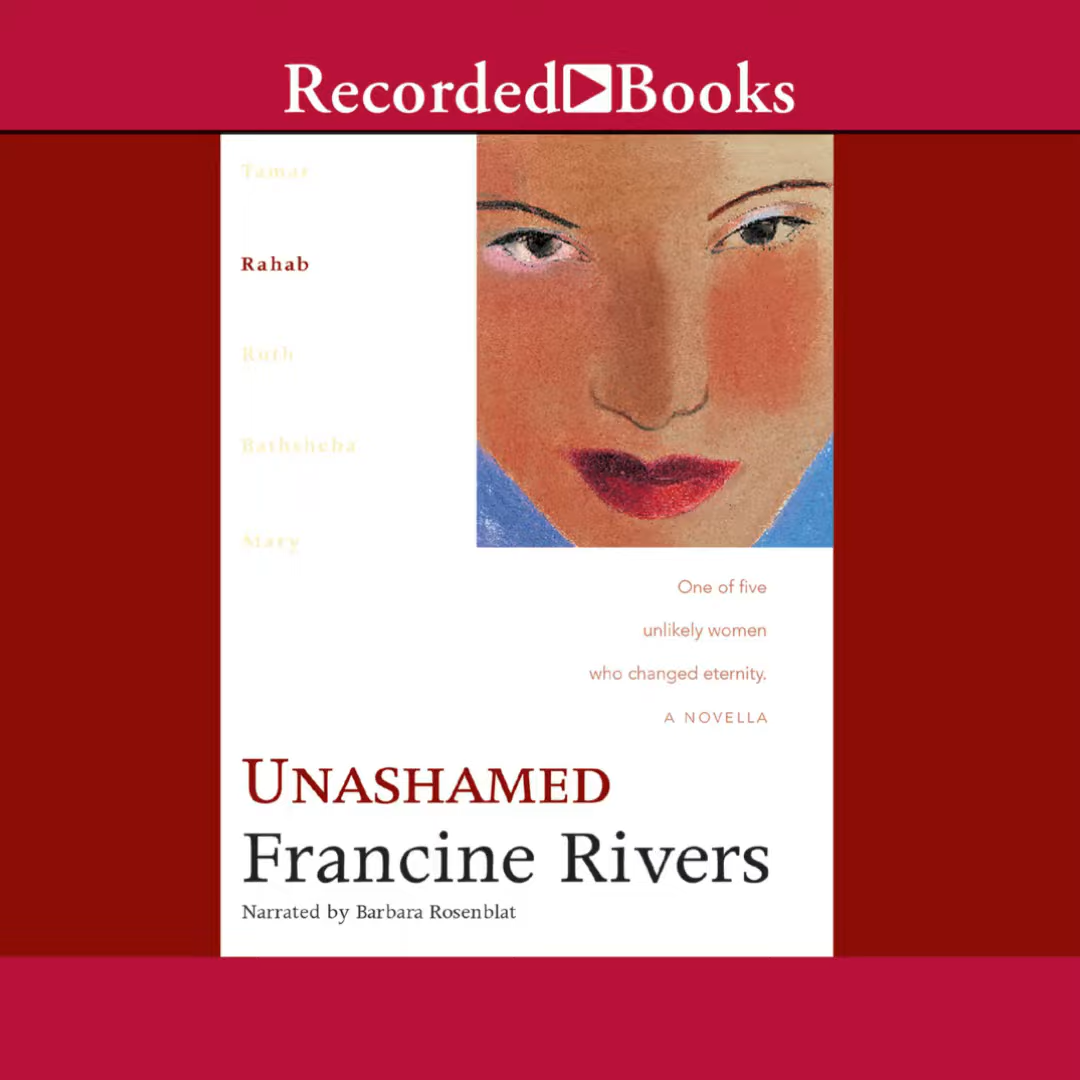 Recorded Books
Tamar
Rahab
Ruth
Bathsheba
Mary
One of five
unlikely women
who changed eternity.
A NOVELLA
UNASHAMED
Francine Rivers
Narrated by Barbara Rosenblat